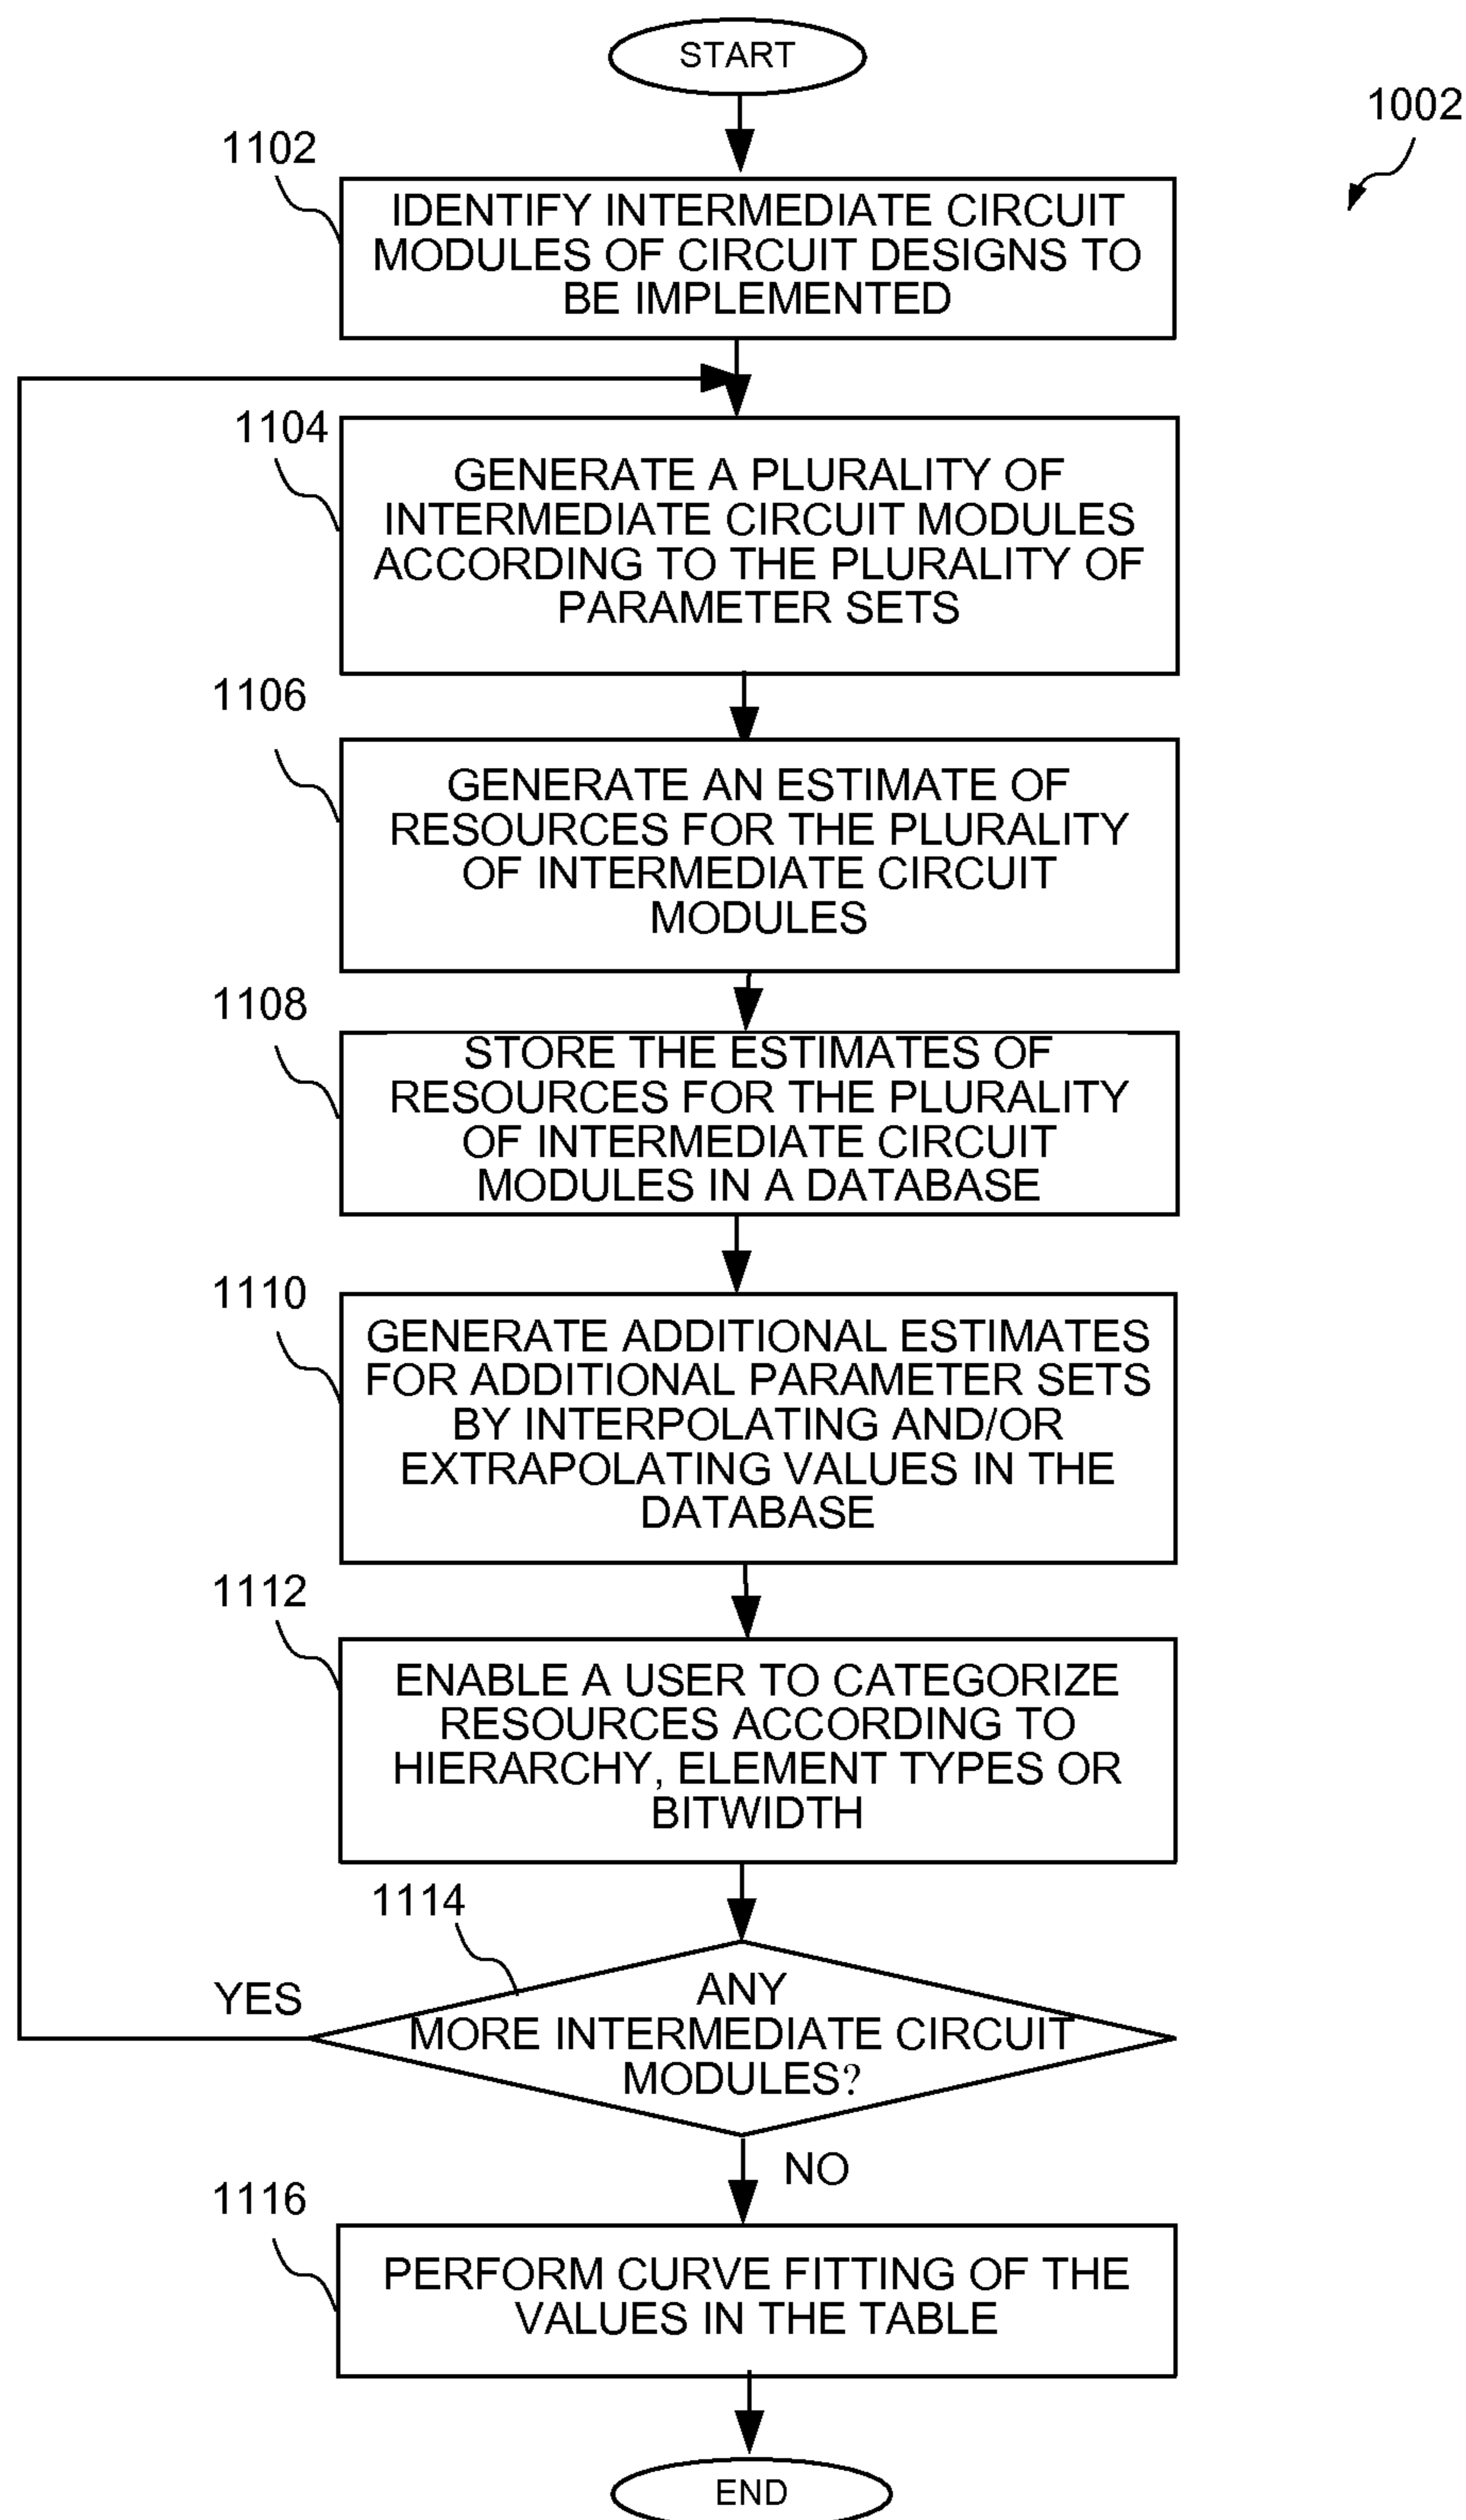 START
1002
1102
IDENTIFY INTERMEDIATE CIRCUIT
MODULES OF CIRCUIT DESIGNS TO
BE IMPLEMENTED
1104
GENERATE A PLURALITY OF
INTERMEDIATE CIRCUIT MODULES
ACCORDING TO THE PLURALITY OF
PARAMETER SETS
1106
GENERATE AN ESTIMATE OF
RESOURCES FOR THE PLURALITY
OF INTERMEDIATE CIRCUIT
MODULES
1108
STORE THE ESTIMATES OF
RESOURCES FOR THE PLURALITY
OF INTERMEDIATE CIRCUIT
MODULES IN A DATABASE
1110
GENERATE ADDITIONAL ESTIMATES
FOR ADDITIONAL PARAMETER SETS
BY INTERPOLATING AND/OR
EXTRAPOLATING VALUES IN THE
DATABASE
1112
ENABLE A USER TO CATEGORIZE
RESOURCES ACCORDING TO
HIERARCHY, ELEMENT TYPES OR
BITWIDTH
1114
YES
ANY
MORE INTERMEDIATE CIRCUIT
MODULES?
NO
1116
PERFORM CURVE FITTING OF THE
VALUES IN THE TABLE
END